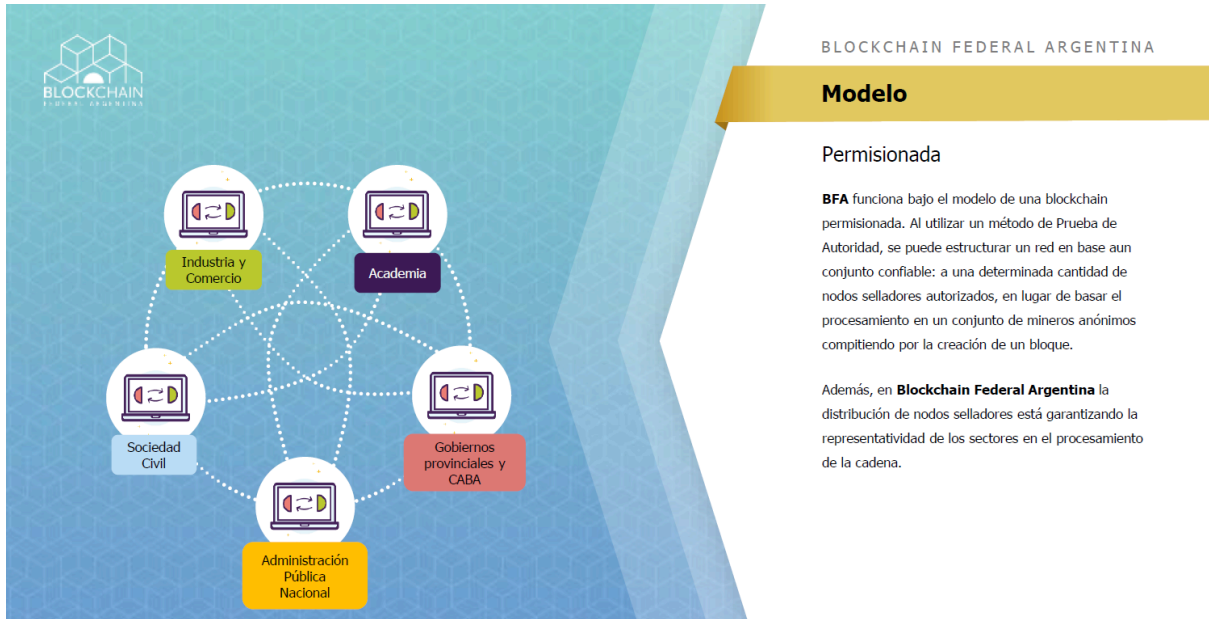 BLOCKCHAIN
FEDERAL ARGENTINA
Industria y
Comercio
Academia
Sociedad
Civil
Gobiernos
provinciales y
CABA
Administración
Pública
Nacional
BLOCKCHAIN FEDERAL ARGENTINA
Modelo
Permisionada
BFA funciona bajo el modelo de una blockchain
permisionada. Al utilizar un método de Prueba de
Autoridad, se puede estructurar un red en base aun
conjunto confiable: a una determinada cantidad de
nodos selladores autorizados, en lugar de basar el
procesamiento en un conjunto de mineros anónimos
compitiendo por la creación de un bloque.
Además, en Blockchain Federal Argentina la
distribución de nodos selladores está garantizando la
representatividad de los sectores en el procesamiento
de la cadena.